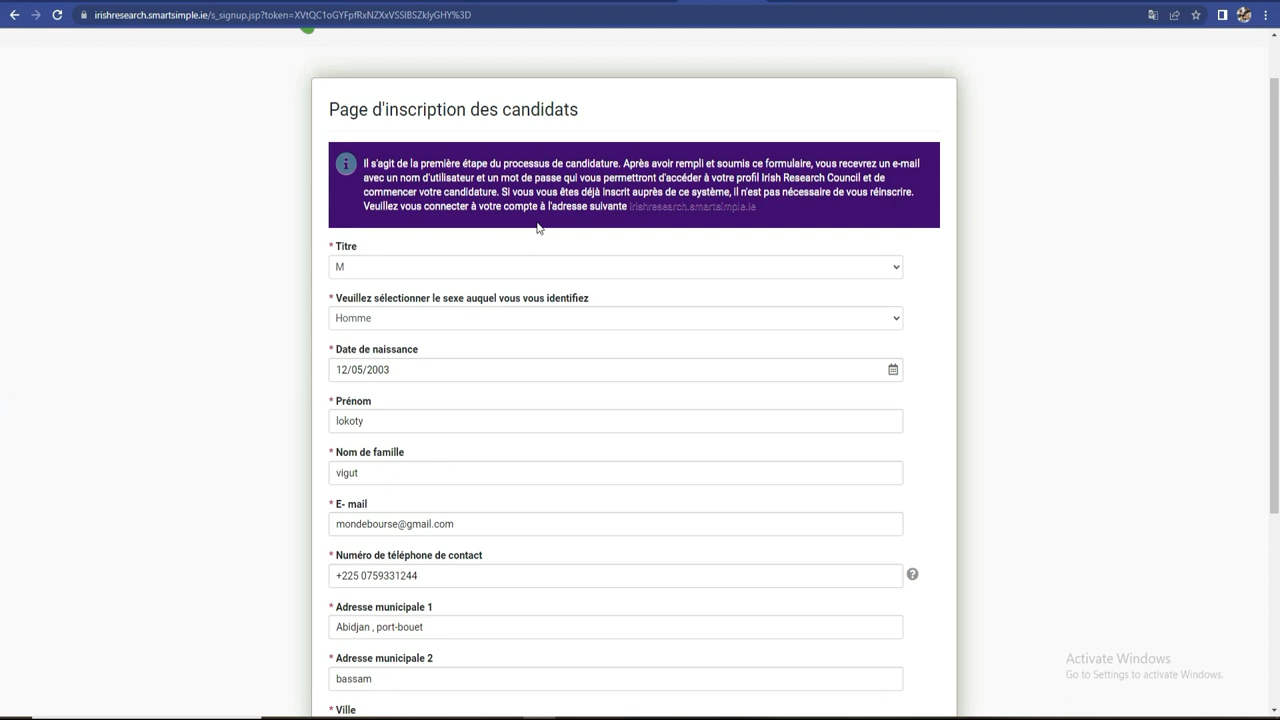 irishresearch.smartsimple.ie/s_signup.jsp?token=XVtQC1oGYFpfRxNZXxVSSlBSZklyGHY%3D
Page d'inscription des candidats
Il s'agit de la première étape du processus de candidature. Après avoir rempli et soumis ce formulaire, vous recevrez un e-mail
avec un nom d'utilisateur et un mot de passe qui vous permettront d'accéder à votre profil Irish Research Council et de
commencer votre candidature. Si vous vous êtes déjà inscrit auprès de ce système, il n'est pas nécessaire de vous réinscrire.
Veuillez vous connecter à votre compte à l'adresse suivante irishresearch.smartsimple.ie
* Titre
M
* Veuillez sélectionner le sexe auquel vous vous identifiez
Homme
* Date de naissance
12/05/2003
* Prénom
lokoty
* Nom de famille
vigut
* E- mail
mondebourse@gmail.com
* Numéro de téléphone de contact
+225 0759331244
* Adresse municipale 1
Abidjan , port-bouet
* Adresse municipale 2
bassam
* Ville
Activate Windows
Go to Settings to activate Windows.